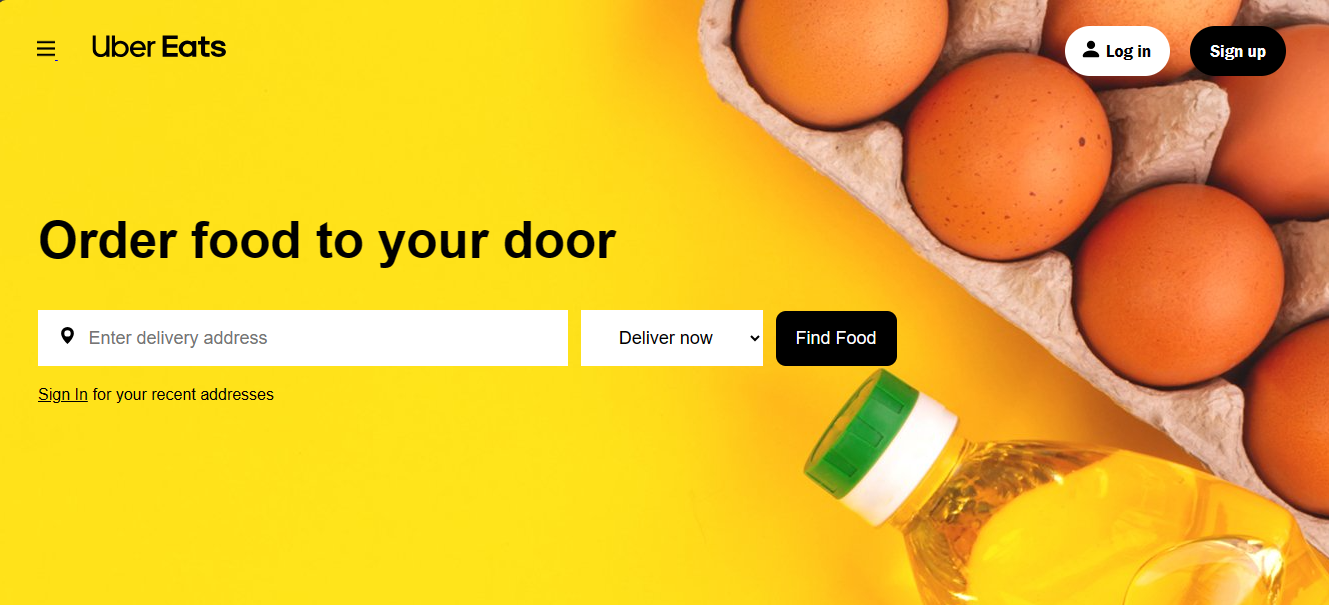 Uber Eats
Log in
Sign up
Order food to your door
Enter delivery address
Deliver now
Find Food
Sign In for your recent addresses